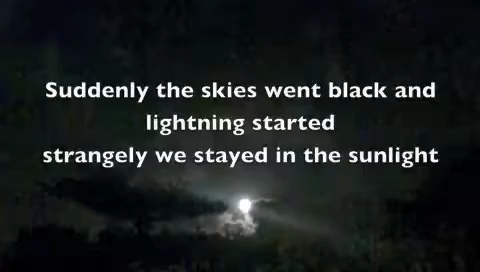 Suddenly the skies went black and
lightning started
strangely we stayed in the sunlight